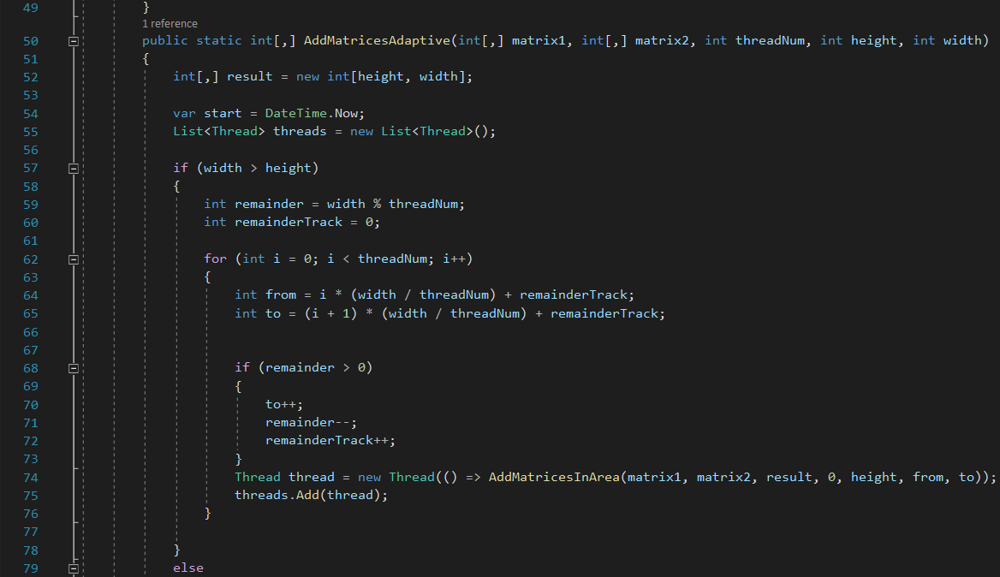 49 }
1 reference
50 public static int[,] AddMatricesAdaptive(int[,] matrix1, int[,] matrix2, int threadNum, int height, int width)
51 {
52 int[,] result = new int[height, width];
53
54 var start = DateTime.Now;
55 List<Thread> threads = new List<Thread>();
56
57 if (width > height)
58 {
59 int remainder = width % threadNum;
60 int remainderTrack = 0;
61
62 for (int i = 0; i < threadNum; i++)
63 {
64 int from = i * (width / threadNum) + remainderTrack;
65 int to = (i + 1) * (width / threadNum) + remainderTrack;
66
67
68 if (remainder > 0)
69 {
70 to++;
71 remainder--;
72 remainderTrack++;
73 }
74 Thread thread = new Thread(() => AddMatricesInArea(matrix1, matrix2, result, 0, height, from, to));
75 threads.Add(thread);
76 }
77
78 }
79 else